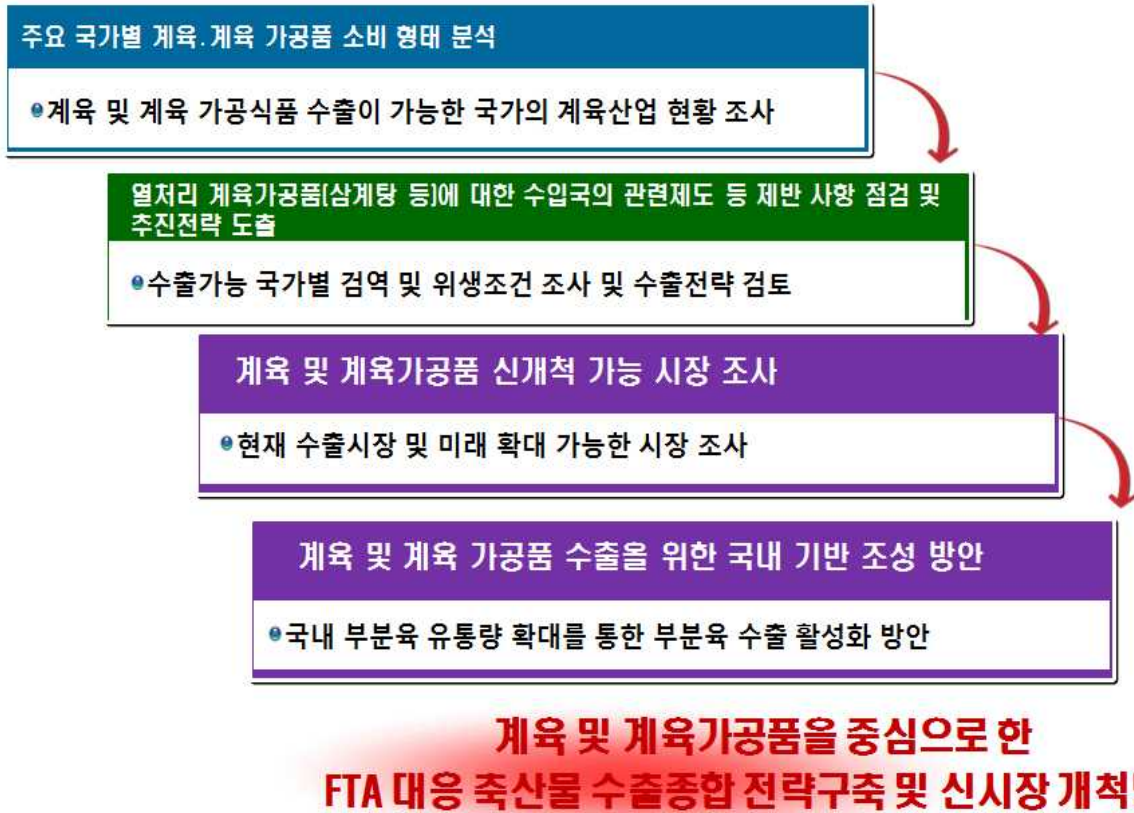 주요 국가별 계육.계육 가공품 소비 형태 분석
계육 및 계육 가공식품 수출이 가능한 국가의 계육산업 현황 조사
열처리 계육가공품(삼계탕 등)에 대한 수입국의 관련제도 등 제반 사항 점검 및
추진전략 도출
수출가능 국가별 검역 및 위생조건 조사 및 수출전략 검토
계육 및 계육가공품 신개척 가능 시장 조사
현재 수출시장 및 미래 확대 가능한 시장 조사
계육 및 계육 가공품 수출을 위한 국내 기반 조성 방안
국내 부분육 유통량 확대를 통한 부분육 수출 활성화 방안
계육 및 계육가공품을 중심으로 한
FTA 대응 축산물 수출종합 전략구축 및 신시장 개척